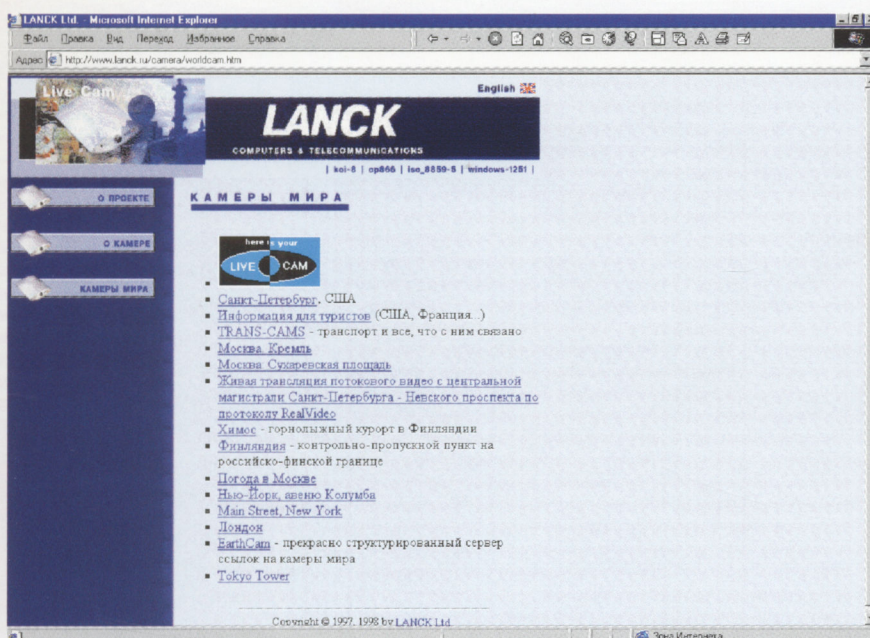 LANCK Ltd. - Microsoft Internet Explorer
Файл Правка Вид Переход Избранное Справка
Адрес http://www.lanck.ru/camera/worldcam.htm
Live Cam
English
LANCK
COMPUTERS & TELECOMMUNICATIONS
| koi-8 | cp866 | iso_8859-5 | windows-1251 |
О ПРОЕКТЕ
О КАМЕРЕ
КАМЕРЫ МИРА
КАМЕРЫ МИРА
here is your
LIVE CAM
Санкт-Петербург, США
Информация для туристов (США, Франция...)
TRANS-CAMS - транспорт и все, что с ним связано
Москва. Кремль
Москва. Сухаревская площадь
Живая трансляция потокового видео с центральной
магистрали Санкт-Петербурга - Невского проспекта по
протоколу RealVideo
Химос - горнолыжный курорт в Финляндии
Финляндия - контрольно-пропускной пункт на
российско-финской границе
Погода в Москве
Нью-Йорк, авеню Колумба
Main Street, New York
Лондон
EarthCam - прекрасно структурированный сервер
ссылок на камеры мира
Tokyo Tower
Copyright © 1997, 1998 by LANCK Ltd.
Зона Интернета